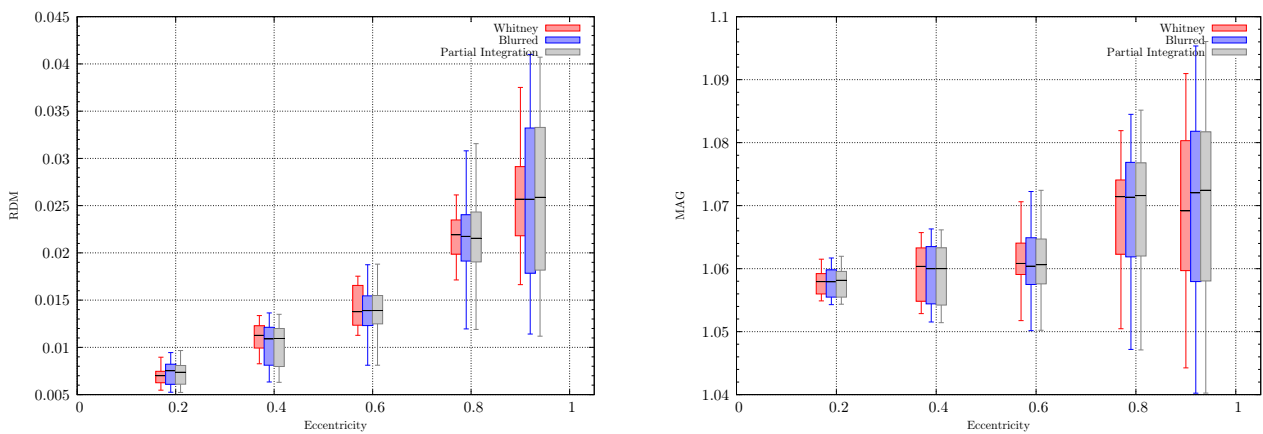 0.045
0.04
0.035
0.03
0.025
0.02
0.015
0.01
0.005
RDM
0 0.2 0.4 0.6 0.8 1
Eccentricity
Whitney
Blurred
Partial Integration
1.1
1.09
1.08
1.07
1.06
1.05
1.04
MAG
0 0.2 0.4 0.6 0.8 1
Eccentricity
Whitney
Blurred
Partial Integration